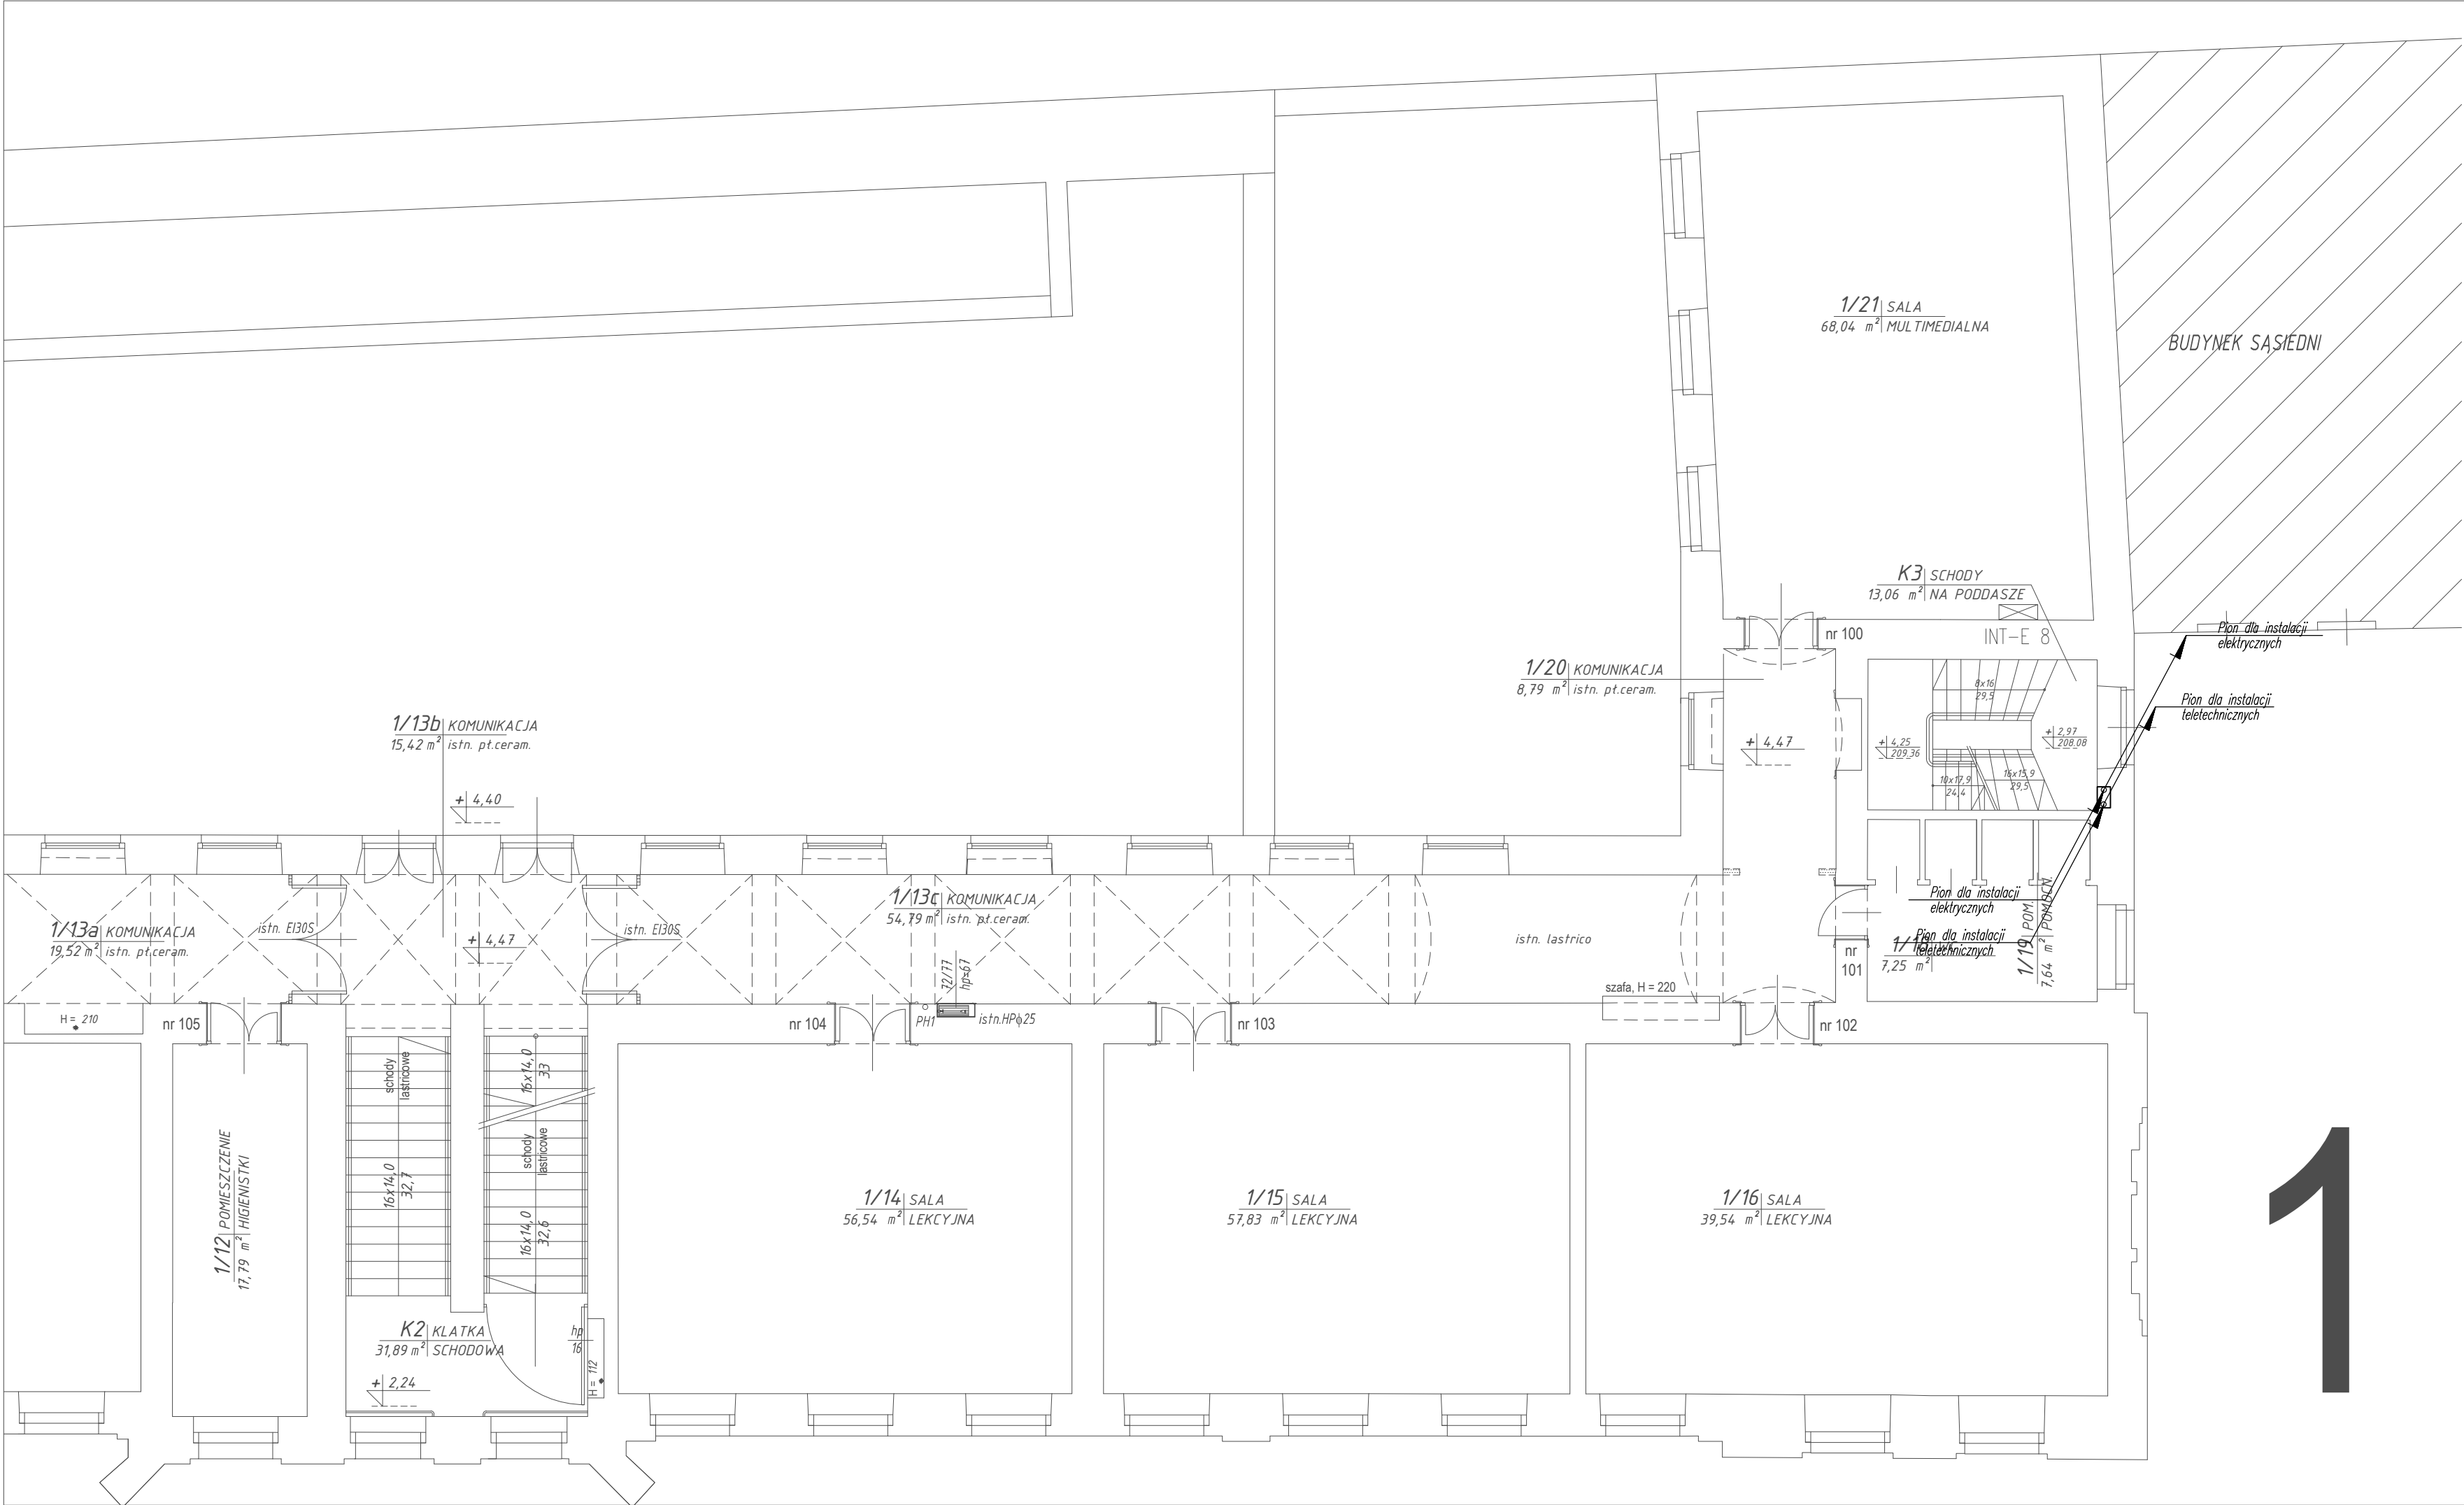 1/21 SALA
68,04 m² MULTIMEDIALNA
BUDYNEK SĄSIEDNI
K3 SCHODY
13,06 m² NA PODDASZE
nr 100
INT-E 8
Pion dla instalacji
elektrycznych
1/20 KOMUNIKACJA
8,79 m² istn. pt.ceram.
8x16
29,5
Pion dla instalacji
teletechnicznych
1/13b KOMUNIKACJA
15,42 m² istn. pt.ceram.
+ 4,47
+ 4,25
209,36
+ 2,97
208,08
10x17,9
24,4
16x15,9
29,5
+ 4,40
1/13a KOMUNIKACJA
19,52 m² istn. pt.ceram.
istn. EI30S
+ 4,47
istn. EI30S
1/13c KOMUNIKACJA
54,79 m² istn. pt.ceram.
72/77
hp=67
istn. lastrico
Pion dla instalacji
elektrycznych
Pion dla instalacji
teletechnicznych
7,25 m²
1/19 POM.
7,64 m² POMOCN.
nr
101
szafa, H = 220
H = 210
nr 105
nr 104
PH1
istn.HPϕ25
nr 103
nr 102
schody
lastricowe
16x14,0
33
schody
lastricowe
16x14,0
32,7
16x14,0
32,6
1/12 POMIESZCZENIE
17,79 m² HIGIENISTKI
1/14 SALA
56,54 m² LEKCYJNA
1/15 SALA
57,83 m² LEKCYJNA
1/16 SALA
39,54 m² LEKCYJNA
1
K2 KLATKA
31,89 m² SCHODOWA
hp
16
H = 112
+ 2,24